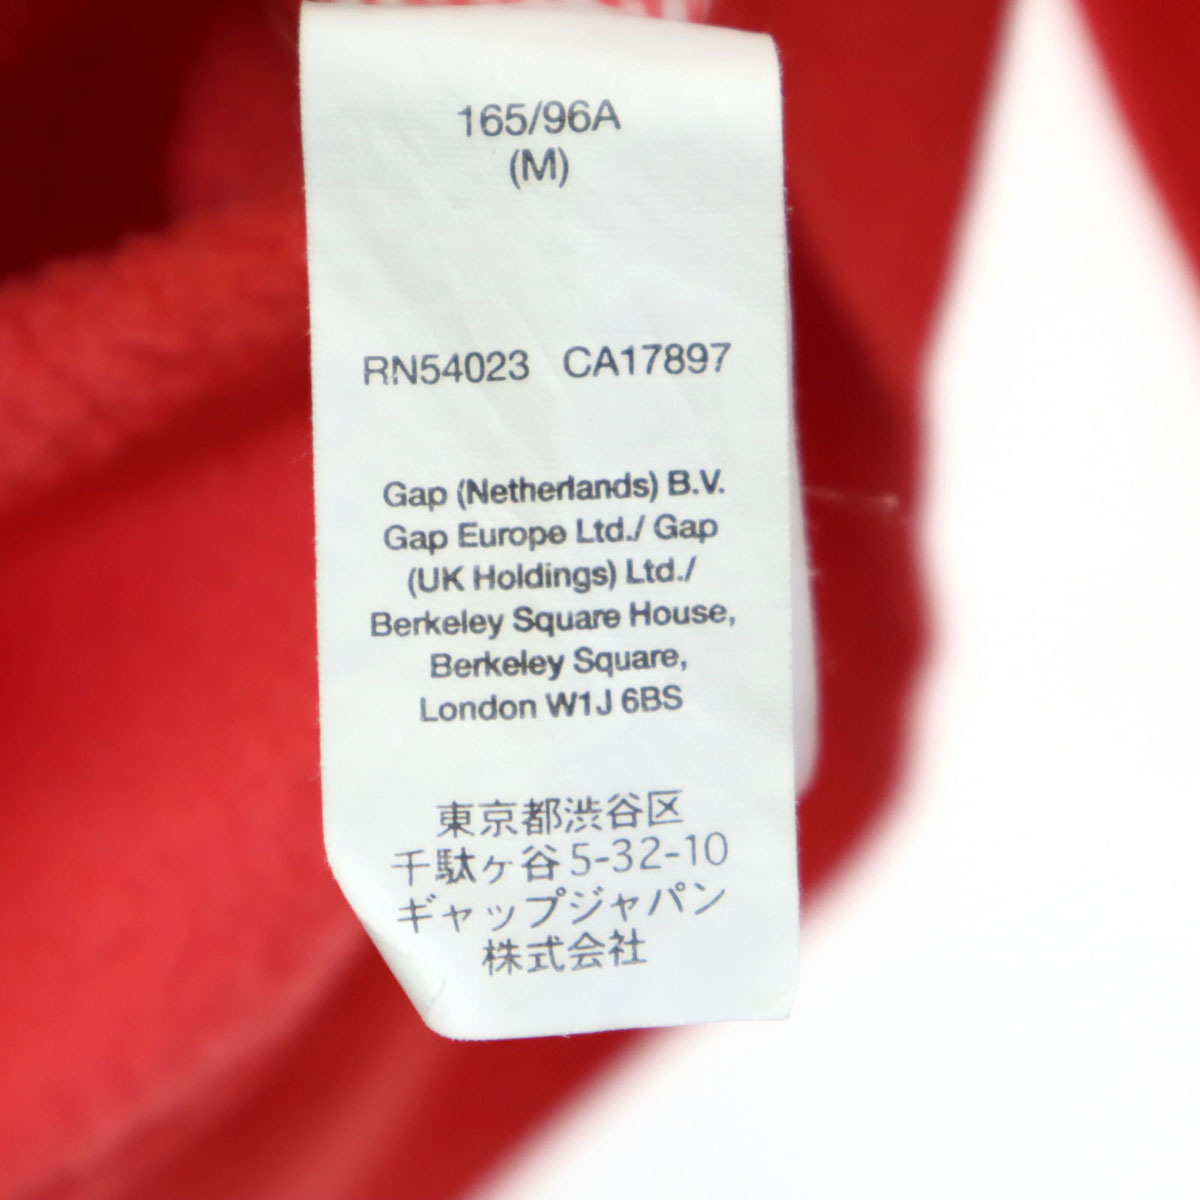 165/96A
(M)
RN54023 CA17897
Gap (Netherlands) B.V.
Gap Europe Ltd./ Gap
(UK Holdings) Ltd./
Berkeley Square House,
Berkeley Square,
London W1J 6BS
東京都渋谷区
千駄ヶ谷5-32-10
ギャップジャパン
株式会社